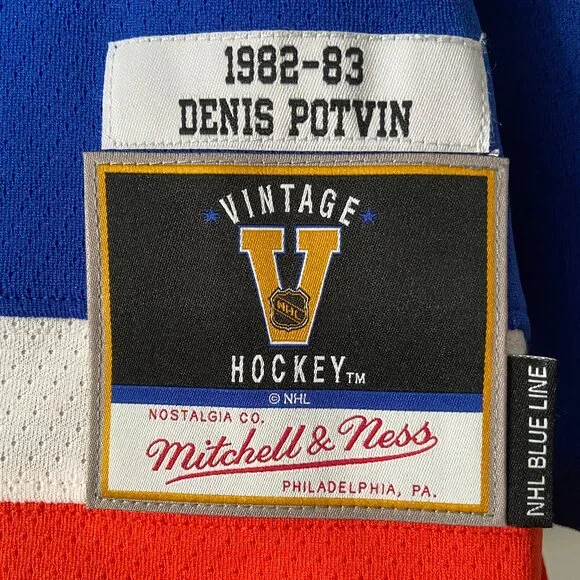 1982-83
DENIS POTVIN
VINTAGE
V
NHL
HOCKEY™
© NHL
NOSTALGIA CO.
Mitchell & Ness
PHILADELPHIA, PA.
NHL BLUE LINE